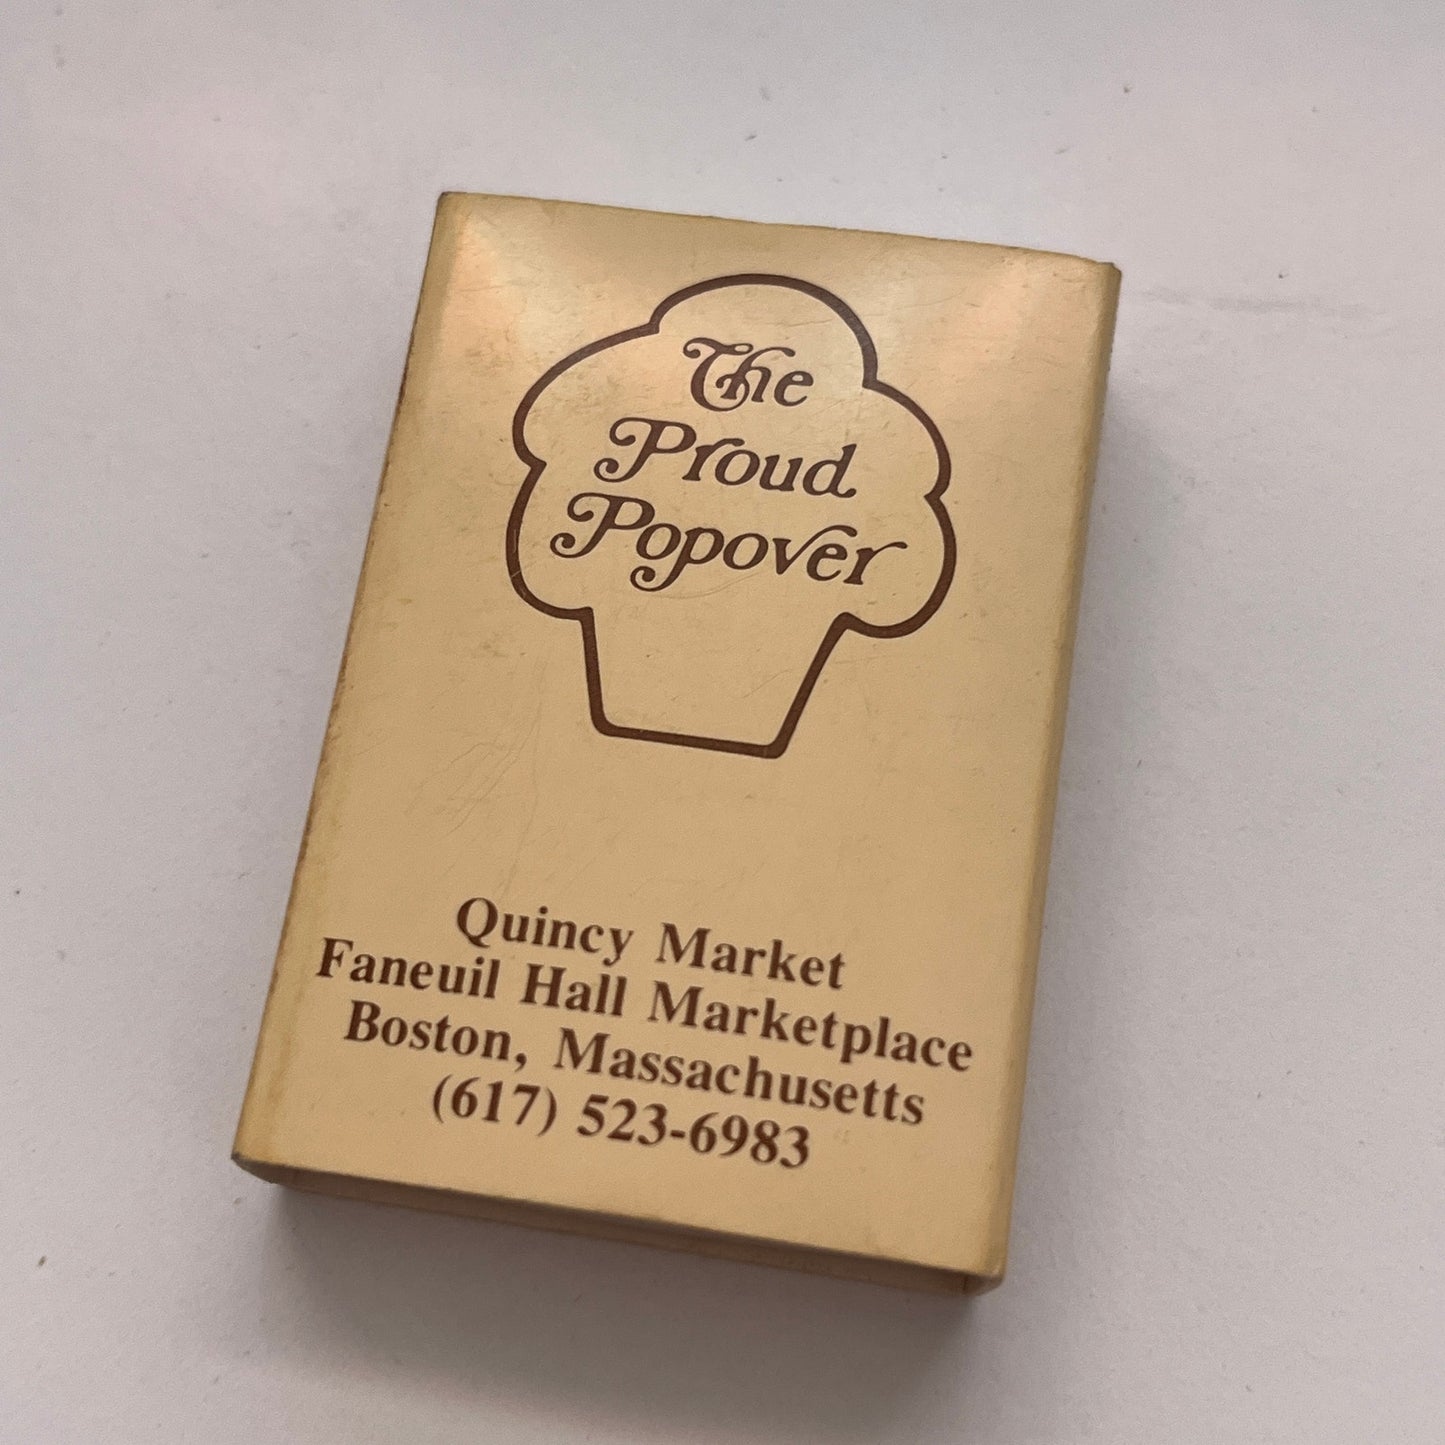 The
Proud
Popover
Quincy Market
Faneuil Hall Marketplace
Boston, Massachusetts
(617) 523-6983